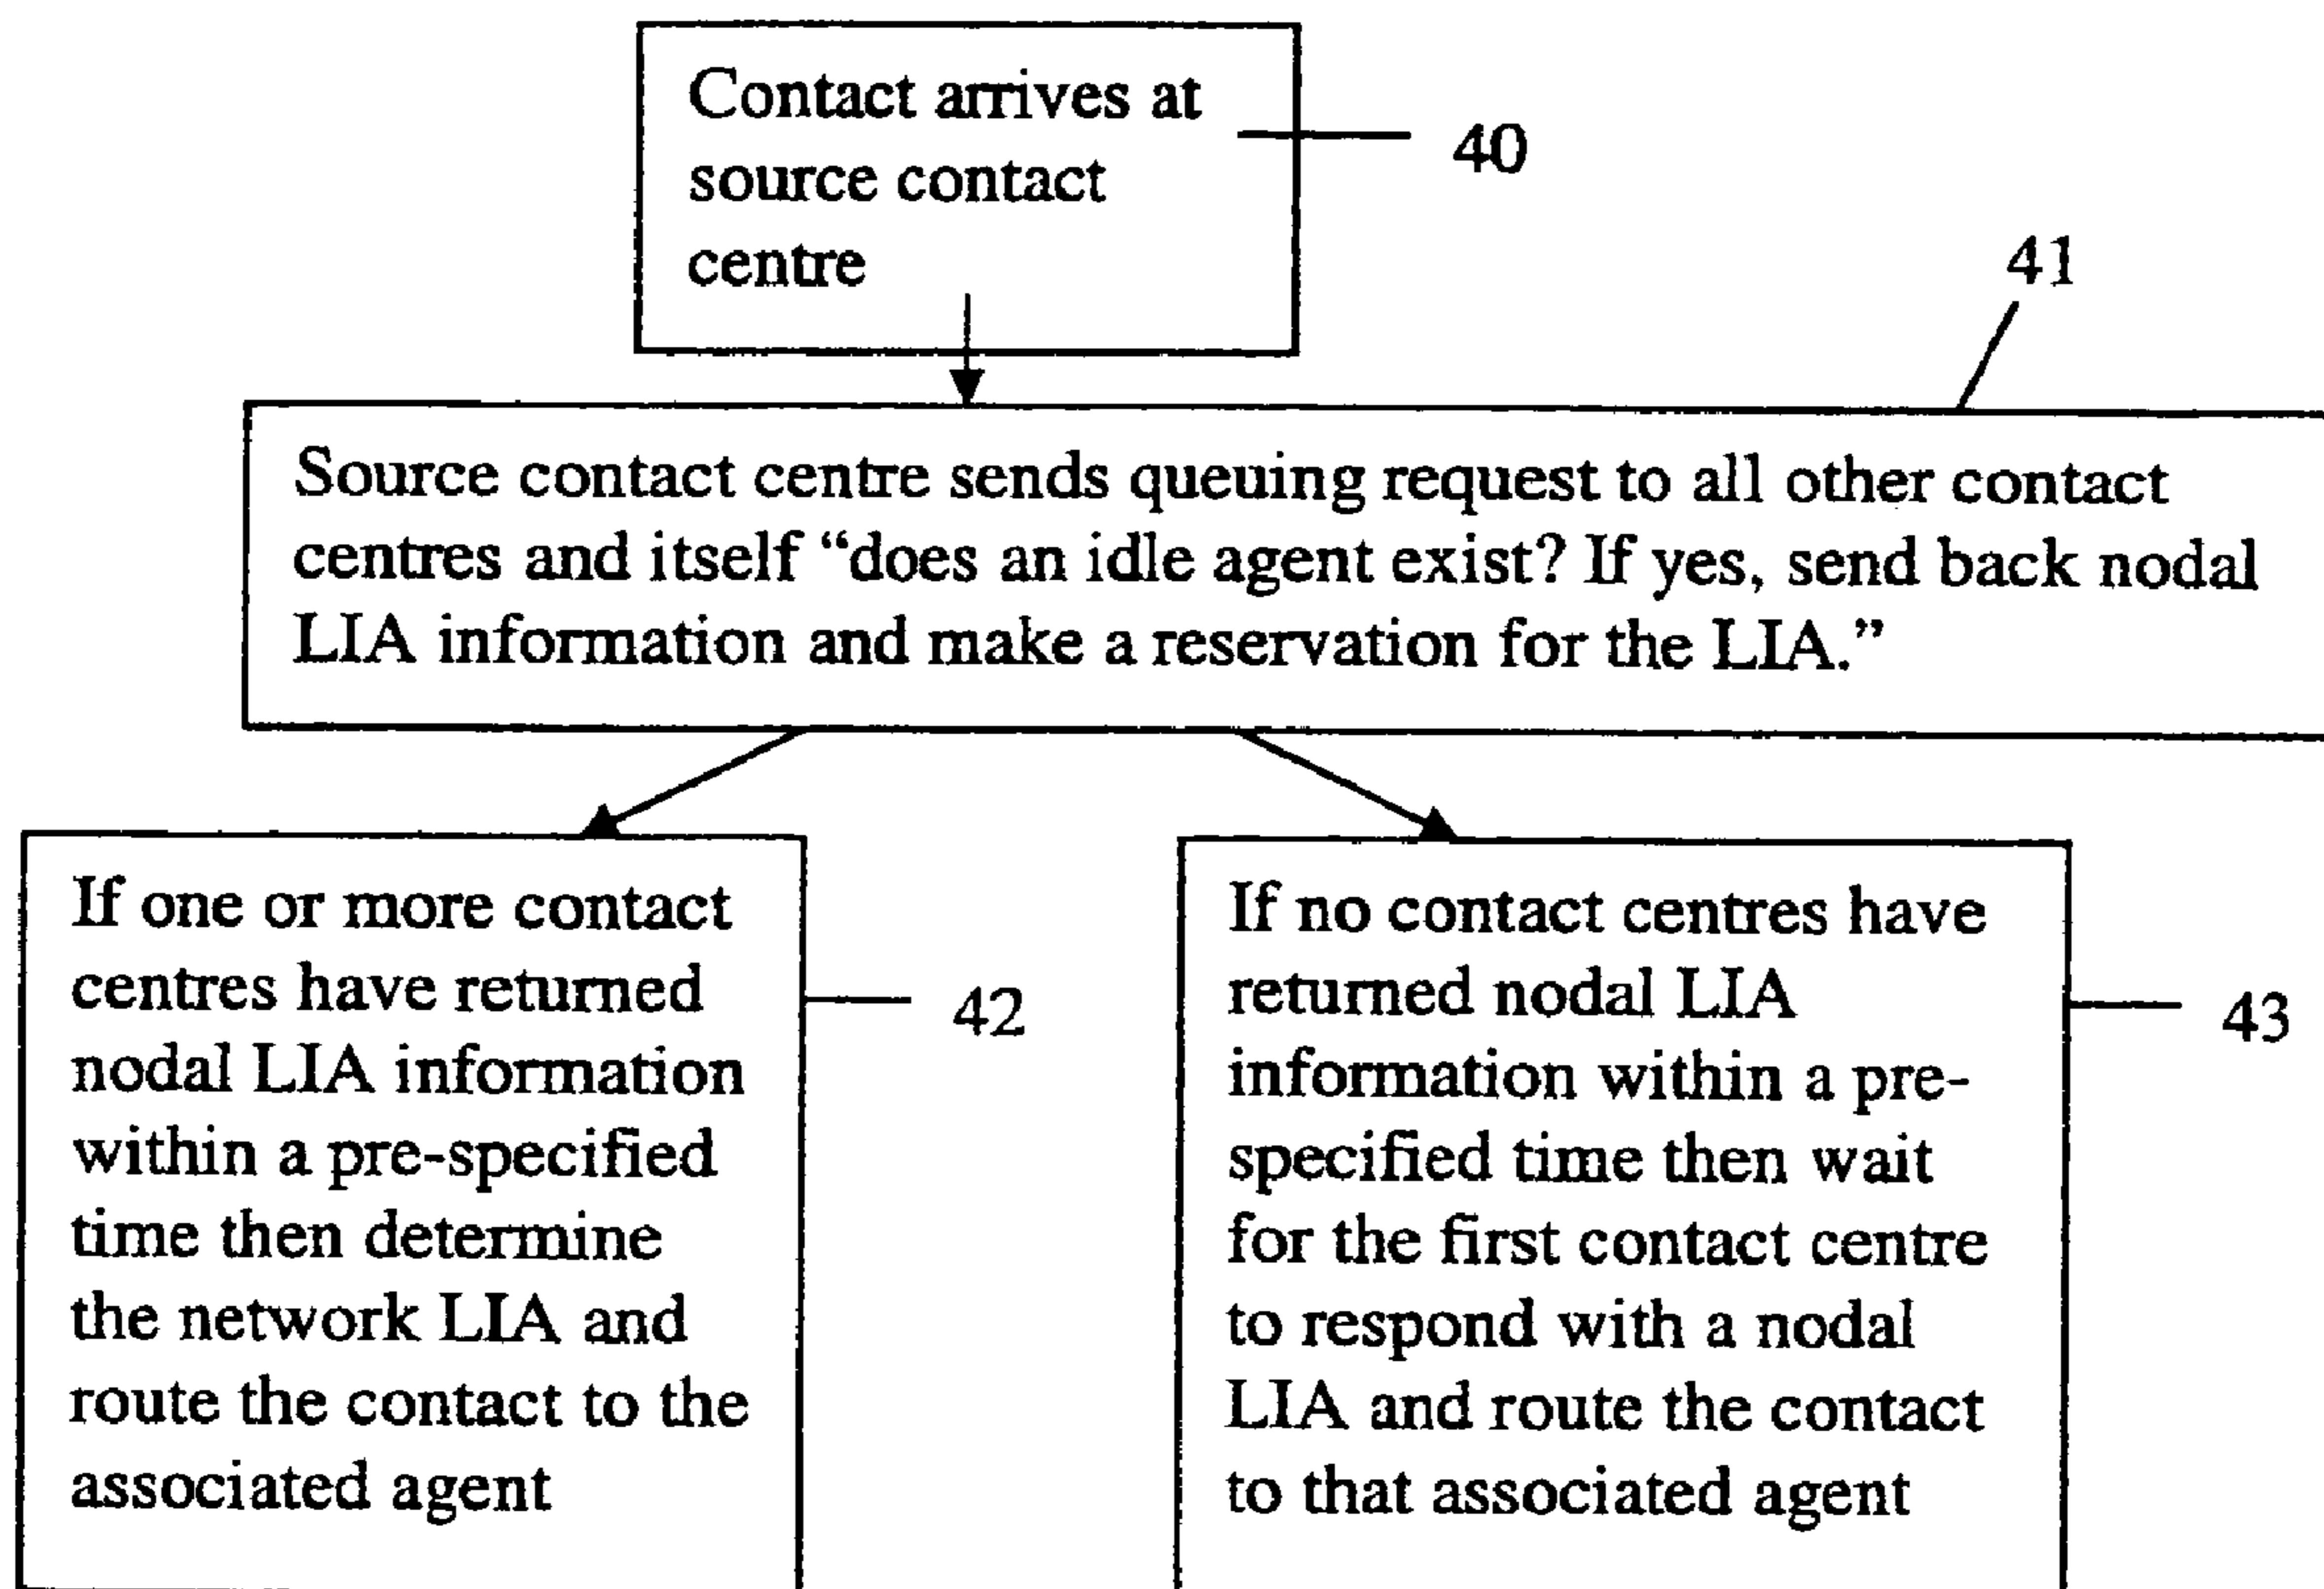 Contact arrives at
source contact
centre
40
41
Source contact centre sends queuing request to all other contact
centres and itself “does an idle agent exist? If yes, send back nodal
LIA information and make a reservation for the LIA.”
If one or more contact
centres have returned
nodal LIA information
within a pre-specified
time then determine
the network LIA and
route the contact to the
associated agent
42
If no contact centres have
returned nodal LIA
information within a pre-
specified time then wait
for the first contact centre
to respond with a nodal
LIA and route the contact
to that associated agent
43